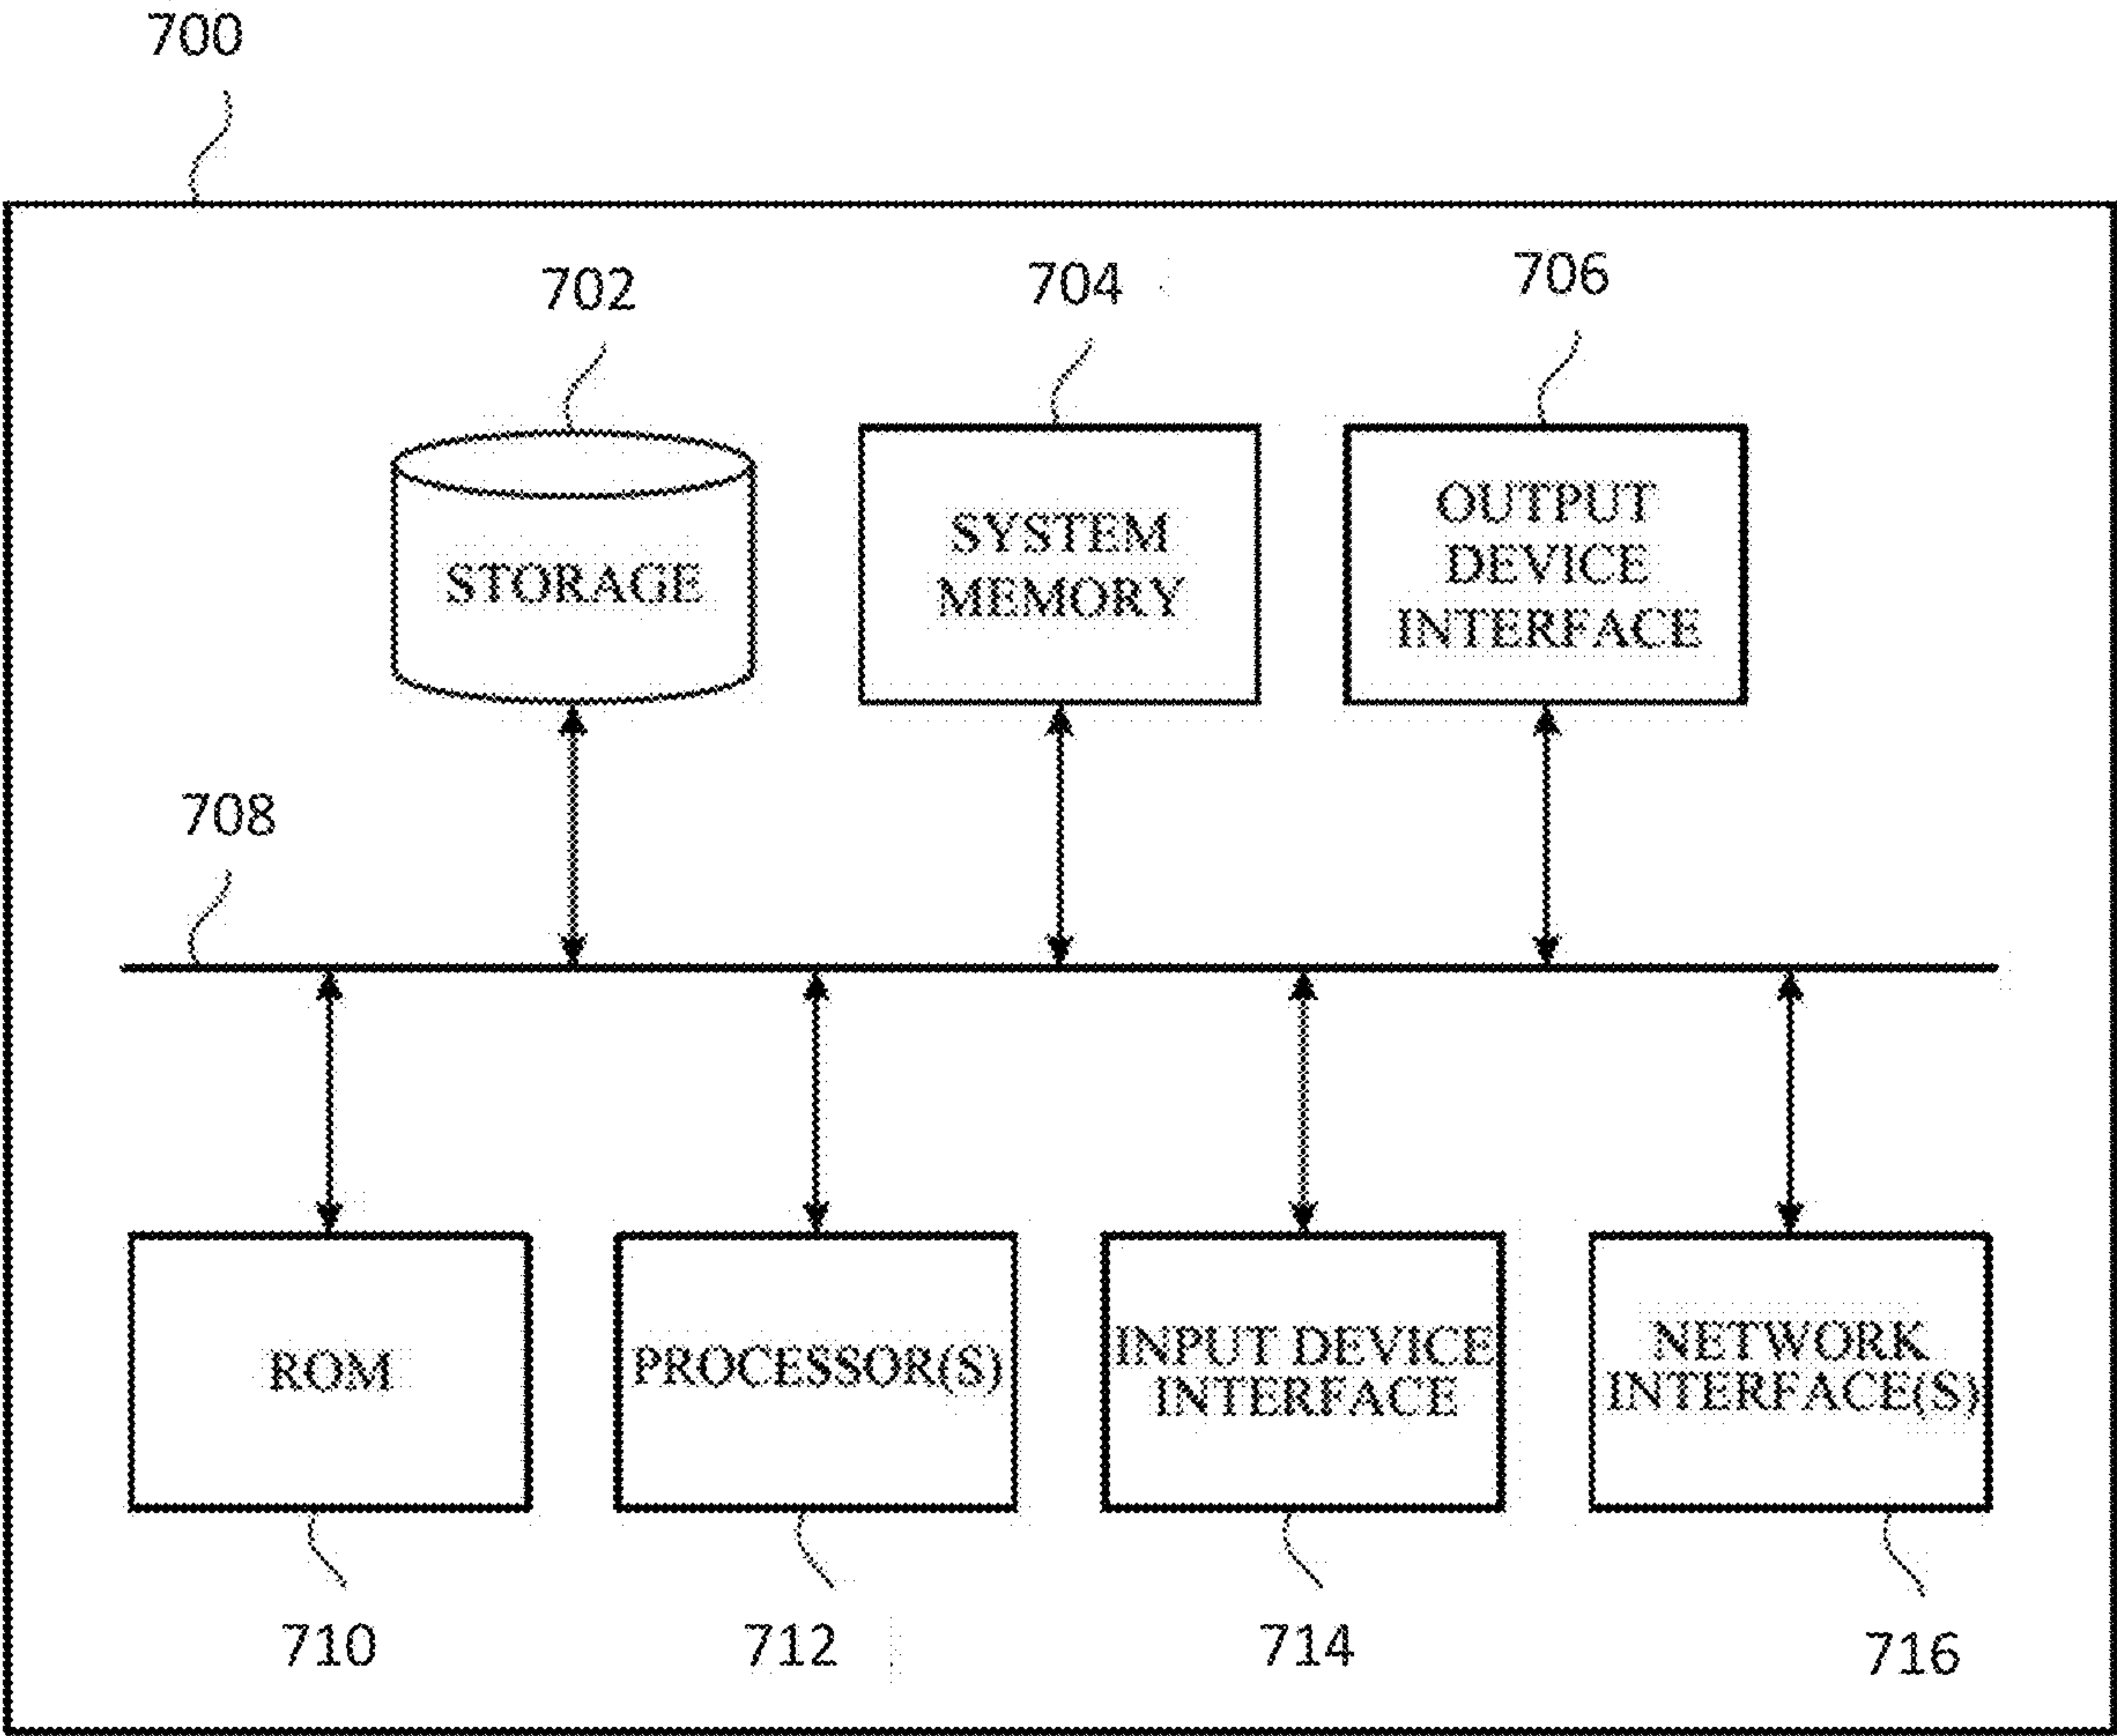 700
702
704
706
STORAGE
SYSTEM
MEMORY
OUTPUT
DEVICE
INTERFACE
708
ROM
PROCESSOR(S)
INPUT DEVICE
INTERFACE
NETWORK
INTERFACE(S)
710
712
714
716